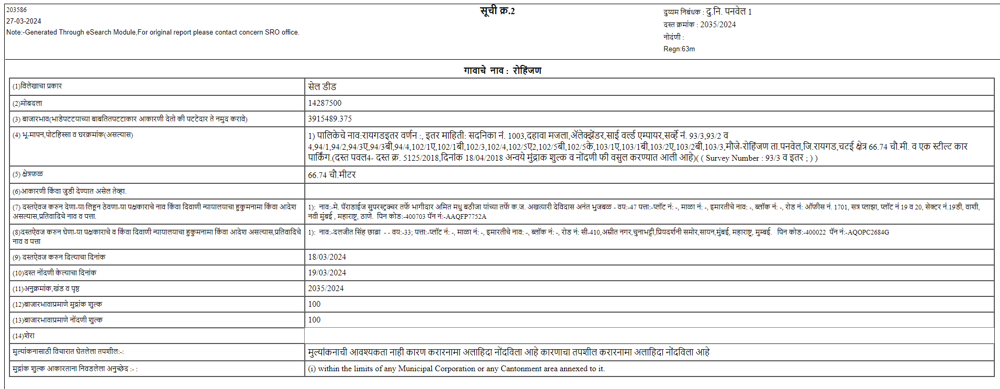 203586
27-03-2024
Note:-Generated Through eSearch Module,For original report please contact concern SRO office.
सूची क्र.2
दुय्यम निबंधक : दु.नि. पनवेल 1
दस्त क्रमांक : 2035/2024
नोदंणी :
Regn:63m
गावाचे नाव : रोहिंजण
(1)विलेखाचा प्रकार
सेल डीड
(2)मोबदला
14287500
(3) बाजारभाव(भाडेपटटयाच्या बाबतितपटटाकार आकारणी देतो की पटटेदार ते नमुद करावे)
3915489.375
(4) भू-मापन,पोटहिस्सा व घरक्रमांक(असल्यास)
1) पालिकेचे नाव:रायगडइतर वर्णन :, इतर माहिती: सदनिका नं. 1003,दहावा मजला,ॲलेक्झेंडर,साई वर्ल्ड एम्पायर,सर्व्हे नं. 93/3,93/2 व
4,94/1,94/2,94/3ए,94/3बी,94/4,102/1ए,102/1बी,102/3,102/4,102/5ए2,102/5बी,102/5के,103/1ए,103/1बी,103/2ए,103/2बी,103/3,मौजे-रोहिंजण ता.पनवेल,जि.रायगड,चटई क्षेत्र 66.74 चौ.मी. व एक स्टील्ट कार
पार्किंग.(दस्त पवल4- दस्त क्र. 5125/2018,दिनांक 18/04/2018 अन्वये मुंद्राक शुल्क व नोंदणी फी वसुल करण्यात आली आहे)( ( Survey Number : 93/3 व इतर ; ) )
(5) क्षेत्रफळ
66.74 चौ.मीटर
(6)आकारणी किंवा जुडी देण्यात असेल तेव्हा.
(7) दस्तऐवज करुन देणा-या/लिहून ठेवणा-या पक्षकाराचे नाव किंवा दिवाणी न्यायालयाचा हुकुमनामा किंवा आदेश
असल्यास,प्रतिवादिचे नाव व पत्ता.
1): नाव:-मे. पॅराडाईज सुपरस्ट्रक्चर तर्फे भागीदार अमित मधु बठीजा यांच्या तर्फे क.ज. अखत्यारी देविदास अनंत भुजबळ - वय:-47 पत्ता:-प्लॉट नं: -, माळा नं: -, इमारतीचे नाव: -, ब्लॉक नं: -, रोड नं: ऑफीस नं. 1701, सत्र प्लाझा, प्लॉट नं 19 व 20, सेक्टर नं.19डी, वाशी,
नवी मुंबई , महाराष्ट्र, ठाणे. पिन कोड:-400703 पॅन नं:-AAQFP7752A
(8)दस्तऐवज करुन घेणा-या पक्षकाराचे व किंवा दिवाणी न्यायालयाचा हुकुमनामा किंवा आदेश असल्यास,प्रतिवादिचे
नाव व पत्ता
1): नाव:-दलजीत सिंह छाब्रा - - वय:-33; पत्ता:-प्लॉट नं: -, माळा नं: -, इमारतीचे नाव: -, ब्लॉक नं: -, रोड नं: सी-410,अम्रीत नगर,चुनाभट्टी,प्रियदर्शनी समोर,सायन,मुंबई, महाराष्ट्र, मुम्बई. पिन कोड:-400022 पॅन नं:-AQOPC2684G
(9) दस्तऐवज करुन दिल्याचा दिनांक
18/03/2024
(10)दस्त नोंदणी केल्याचा दिनांक
19/03/2024
(11)अनुक्रमांक,खंड व पृष्ठ
2035/2024
(12)बाजारभावाप्रमाणे मुद्रांक शुल्क
100
(13)बाजारभावाप्रमाणे नोंदणी शुल्क
100
(14)शेरा
मुल्यांकनासाठी विचारात घेतलेला तपशील:-:
मुल्यांकनाची आवश्यकता नाही कारण करारनामा अलाहिदा नोंदविला आहे कारणाचा तपशील करारनामा अलाहिदा नोंदविला आहे
मुद्रांक शुल्क आकारताना निवडलेला अनुच्छेद :- :
(i) within the limits of any Municipal Corporation or any Cantonment area annexed to it.